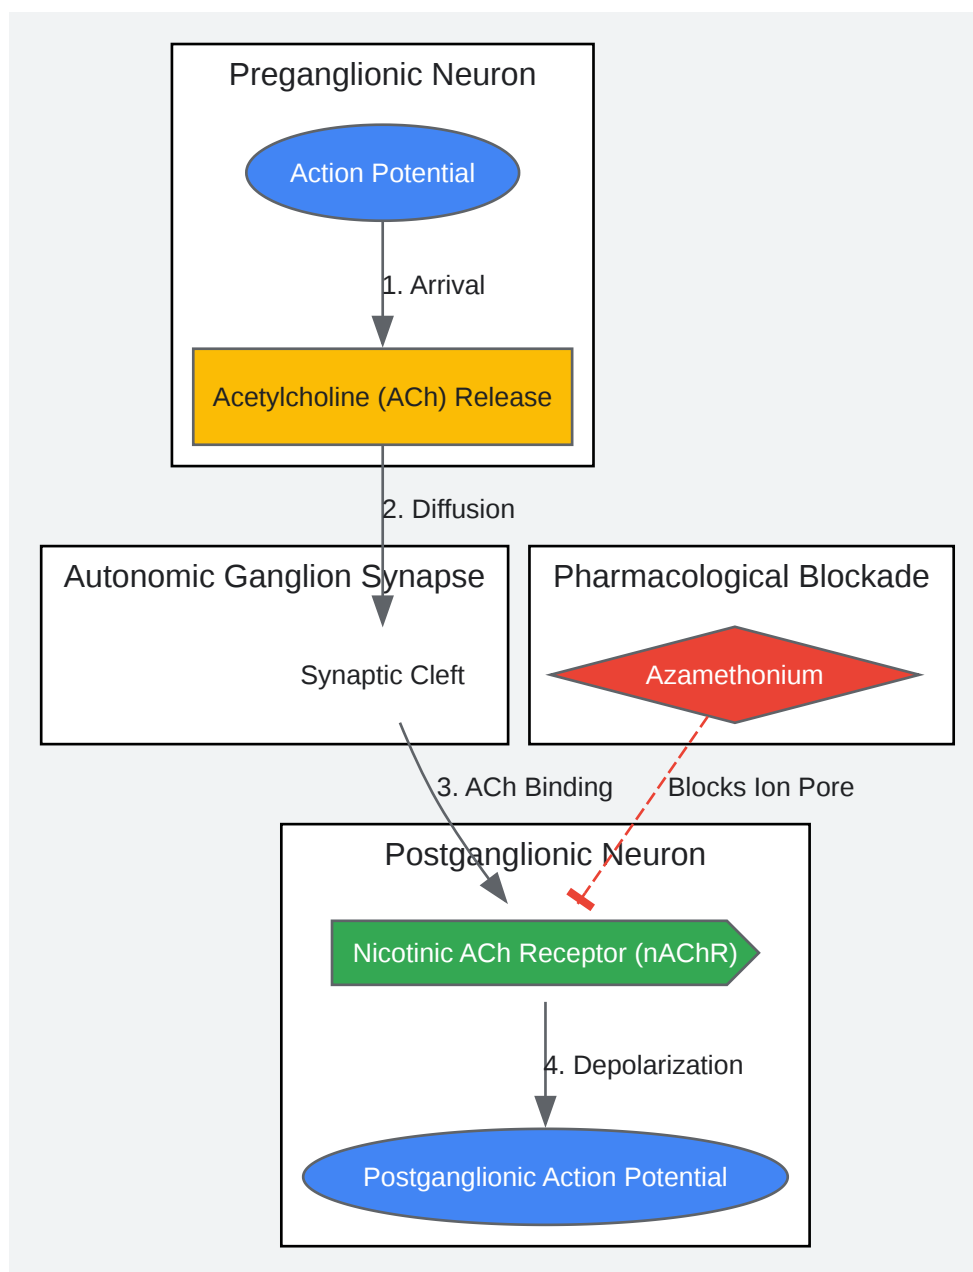 Preganglionic Neuron
Action Potential
1. Arrival
Acetylcholine (ACh) Release
2. Diffusion
Autonomic Ganglion Synapse
Pharmacological Blockade
Synaptic Cleft
Azamethonium
3. ACh Binding
Blocks Ion Pore
Postganglionic Neuron
Nicotinic ACh Receptor (nAChR)
4. Depolarization
Postganglionic Action Potential